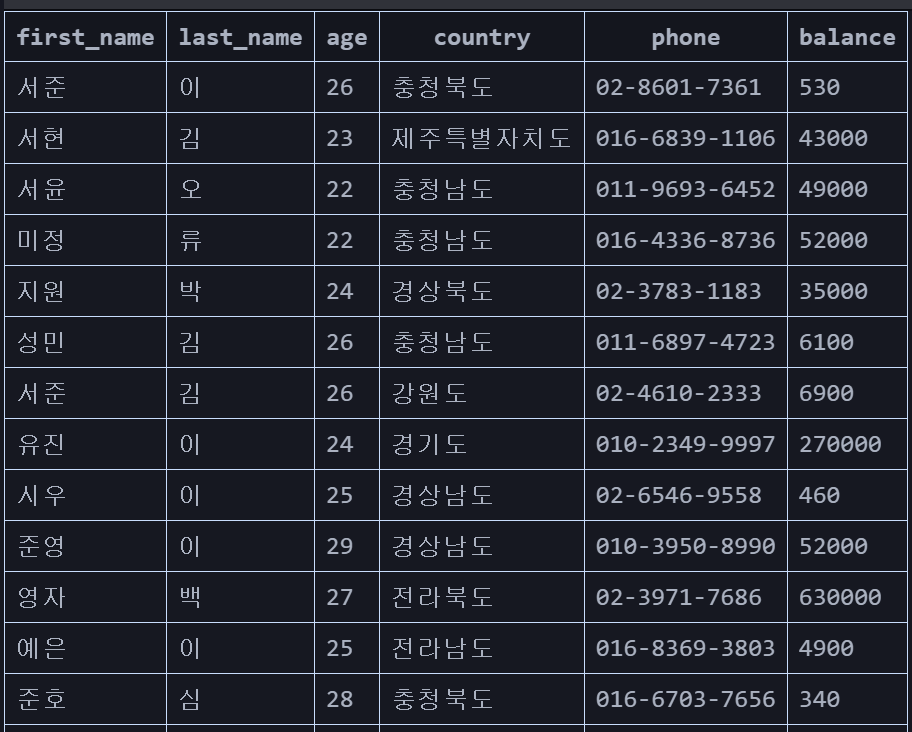 first_name last_name age country phone balance
서준 이 26 충청북도 02-8601-7361 530
서현 김 23 제주특별자치도 016-6839-1106 43000
서윤 오 22 충청남도 011-9693-6452 49000
미정 류 22 충청남도 016-4336-8736 52000
지원 박 24 경상북도 02-3783-1183 35000
성민 김 26 충청남도 011-6897-4723 6100
서준 김 26 강원도 02-4610-2333 6900
유진 이 24 경기도 010-2349-9997 270000
시우 이 25 경상남도 02-6546-9558 460
준영 이 29 경상남도 010-3950-8990 52000
영자 백 27 전라북도 02-3971-7686 630000
예은 이 25 전라남도 016-8369-3803 4900
준호 심 28 충청북도 016-6703-7656 340